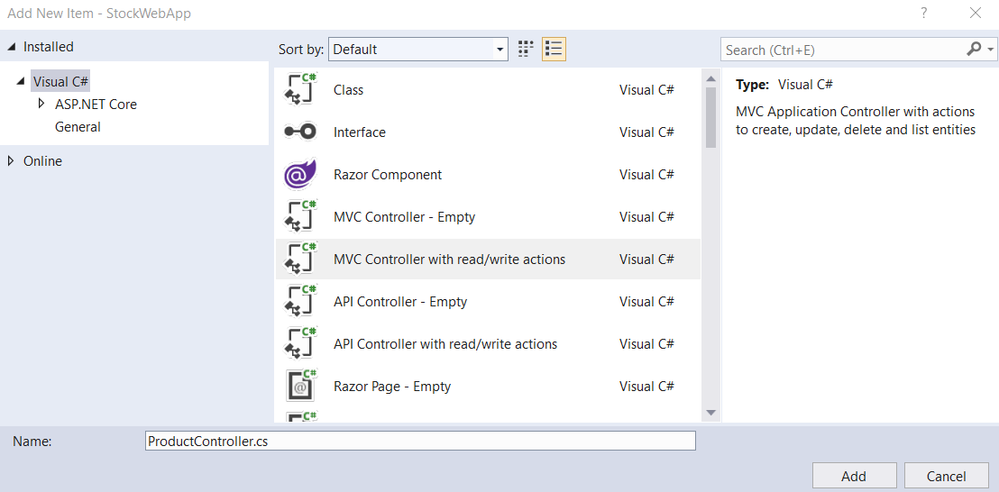 Add New Item - StockWebApp
?
Installed
Sort by: Default
Search (Ctrl+E)
Visual C#
ASP.NET Core
General
Online
C# Class Visual C#
Interface Visual C#
@ Razor Component Visual C#
C# MVC Controller - Empty Visual C#
C# MVC Controller with read/write actions Visual C#
C# API Controller - Empty Visual C#
C# API Controller with read/write actions Visual C#
C# @ Razor Page - Empty Visual C#
C#
Type: Visual C#
MVC Application Controller with actions
to create, update, delete and list entities
Name: ProductController.cs
Add Cancel